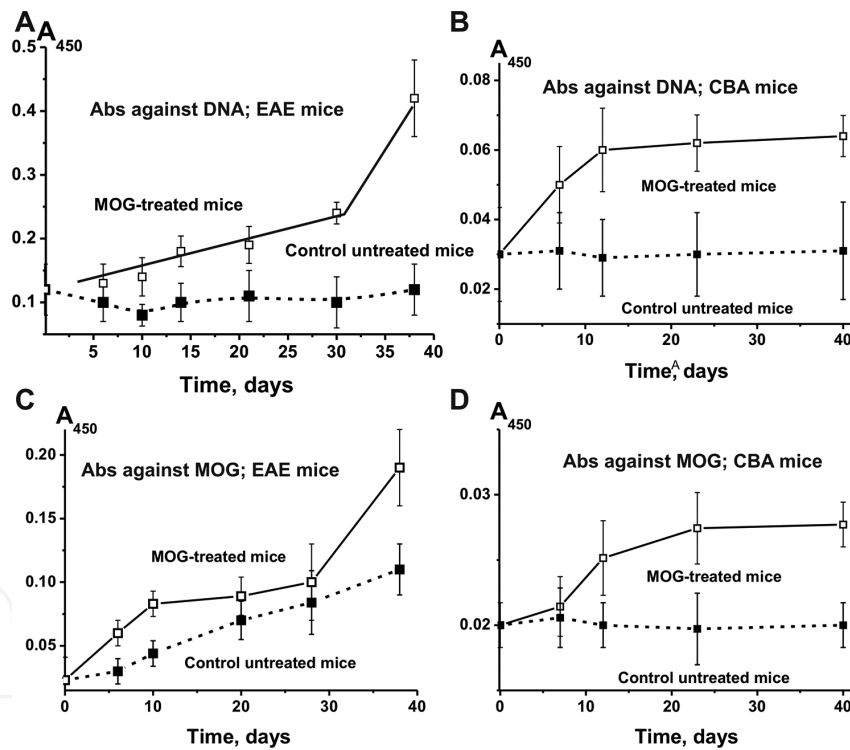 A
A450
0.5
0.4
0.3
0.2
0.1
Abs against DNA; EAE mice
MOG-treated mice
Control untreated mice
5 10 15 20 25 30 35 40
Time, days
B
A450
0.08
0.06
0.04
0.02
Abs against DNA; CBA mice
MOG-treated mice
Control untreated mice
0 10 20 30 40
Time, days
A
C
A450
0.20
0.15
0.10
0.05
Abs against MOG; EAE mice
MOG-treated mice
Control untreated mice
0 10 20 30 40
Time, days
D
A450
0.03
0.02
Abs against MOG; CBA mice
MOG-treated mice
Control untreated mice
0 10 20 30 40
Time, days